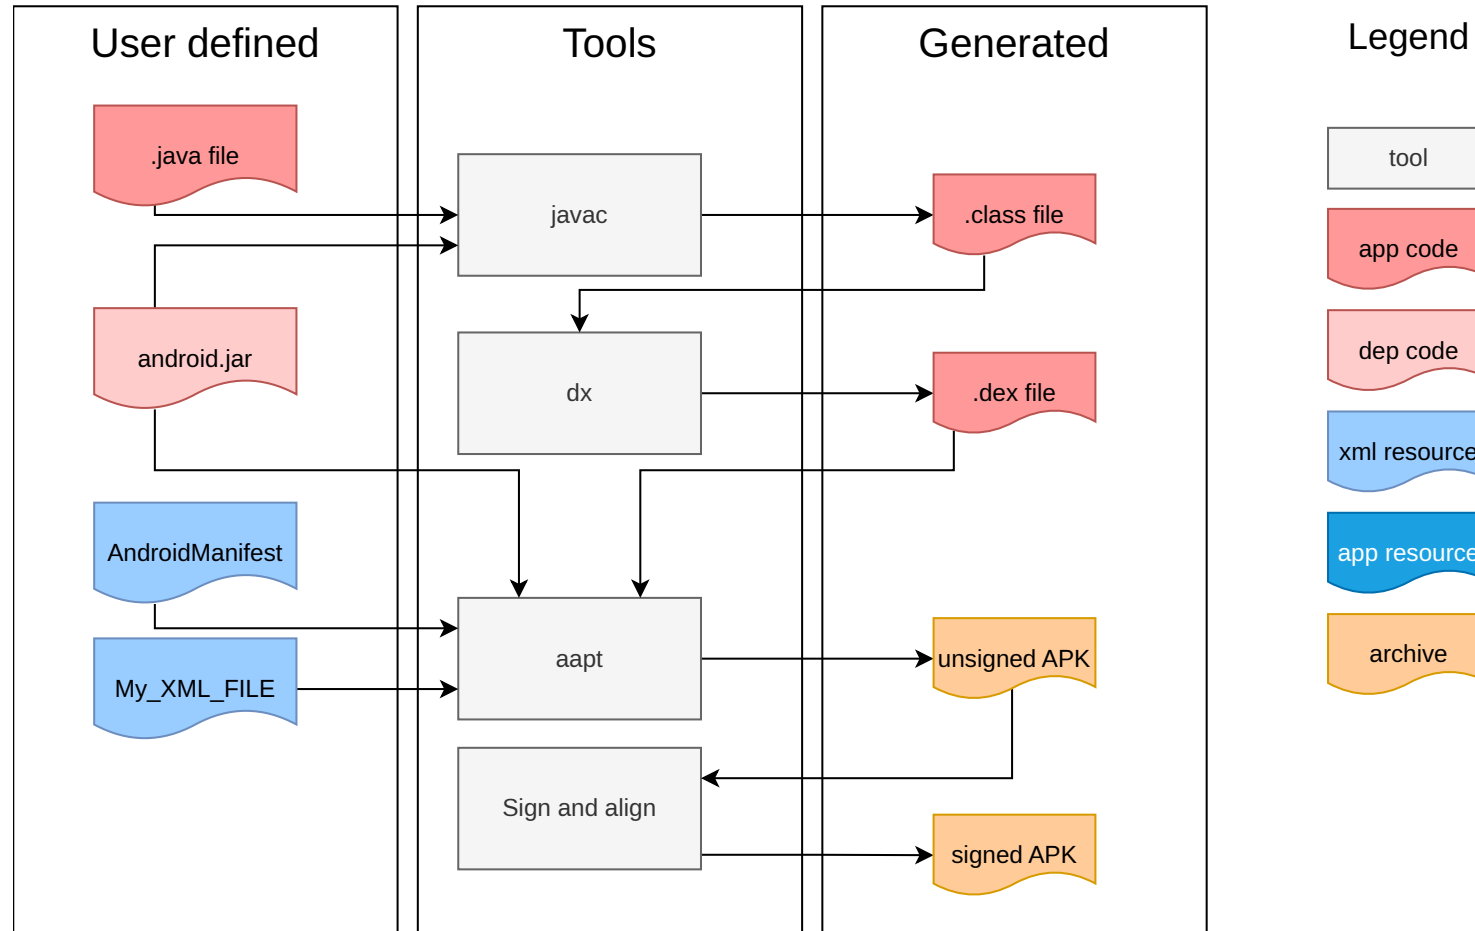 User defined
Tools
Generated
Legend
.java file
javac
.class file
android.jar
dx
.dex file
AndroidManifest
My_XML_FILE
aapt
unsigned APK
Sign and align
signed APK
tool
app code
dep code
xml resource
app resource
archive